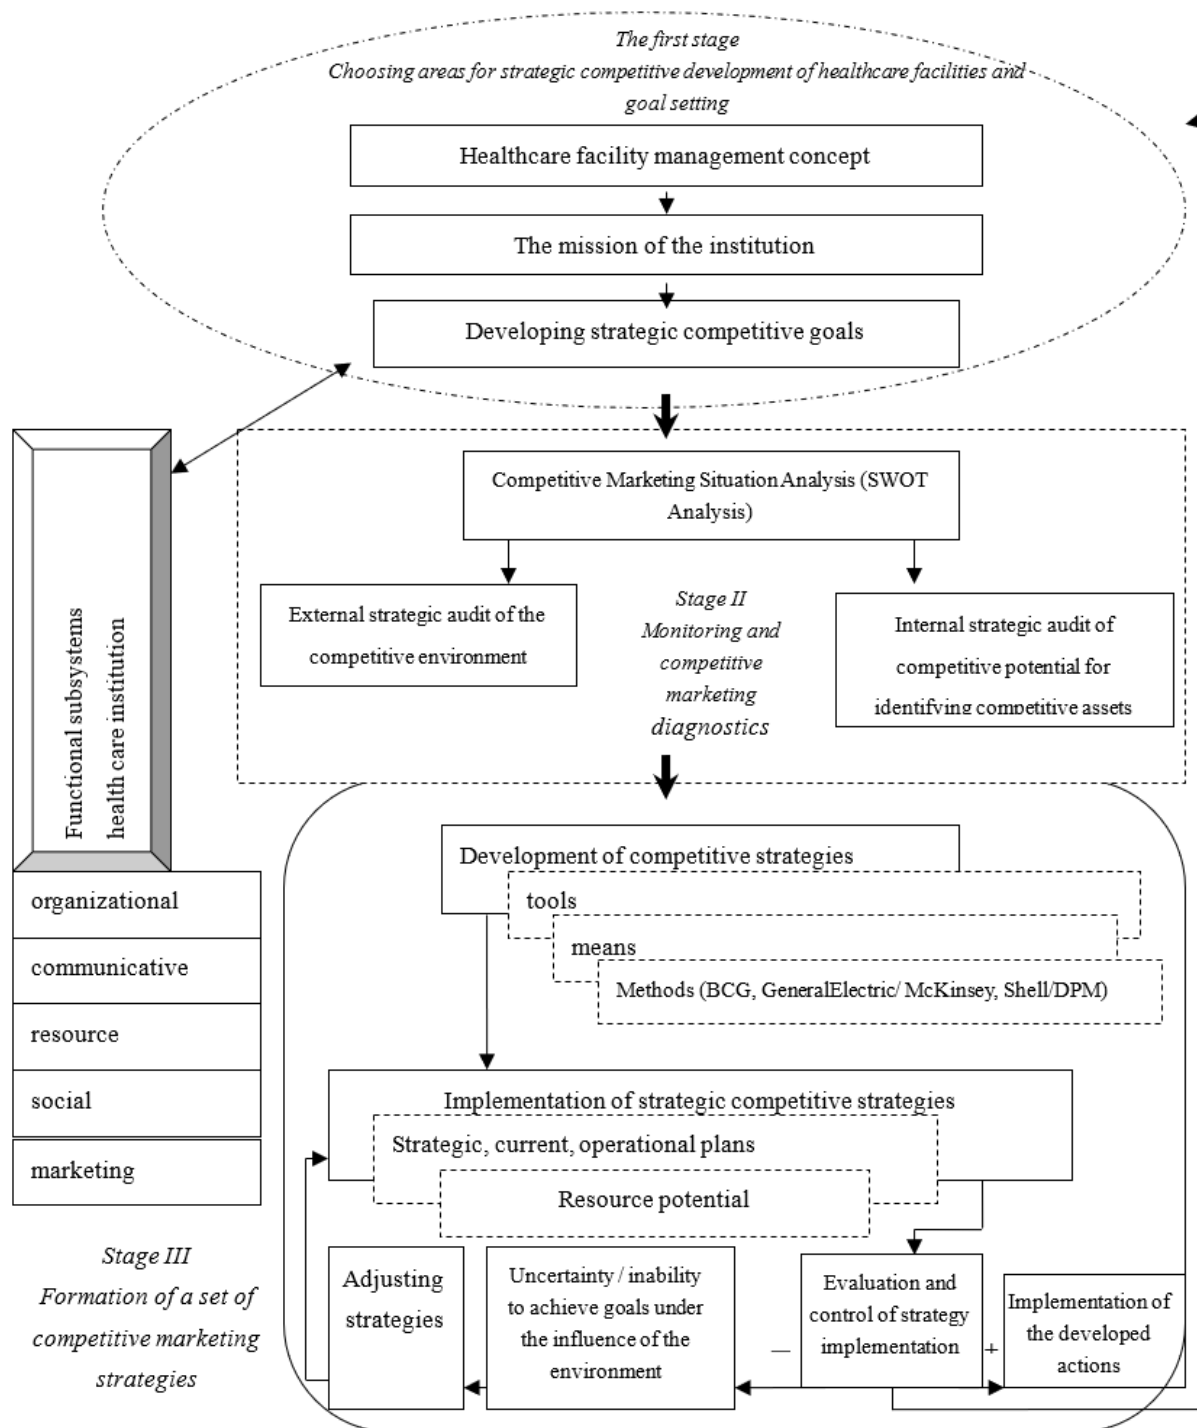 The first stage
Choosing areas for strategic competitive development of healthcare facilities and
goal setting
Healthcare facility management concept
The mission of the institution
Developing strategic competitive goals
Functional subsystems
health care institution
Competitive Marketing Situation Analysis (SWOT
Analysis)
External strategic audit of the
competitive environment
Stage II
Monitoring and
competitive
marketing
diagnostics
Internal strategic audit of
competitive potential for
identifying competitive assets
organizational
communicative
resource
social
marketing
Development of competitive strategies
tools
means
Methods (BCG, GeneralElectric/ McKinsey, Shell/DPM)
Implementation of strategic competitive strategies
Strategic, current, operational plans
Resource potential
Stage III
Formation of a set of
competitive marketing
strategies
Adjusting
strategies
Uncertainty / inability
to achieve goals under
the influence of the
environment
—
Evaluation and
control of strategy
implementation
+
Implementation of
the developed
actions